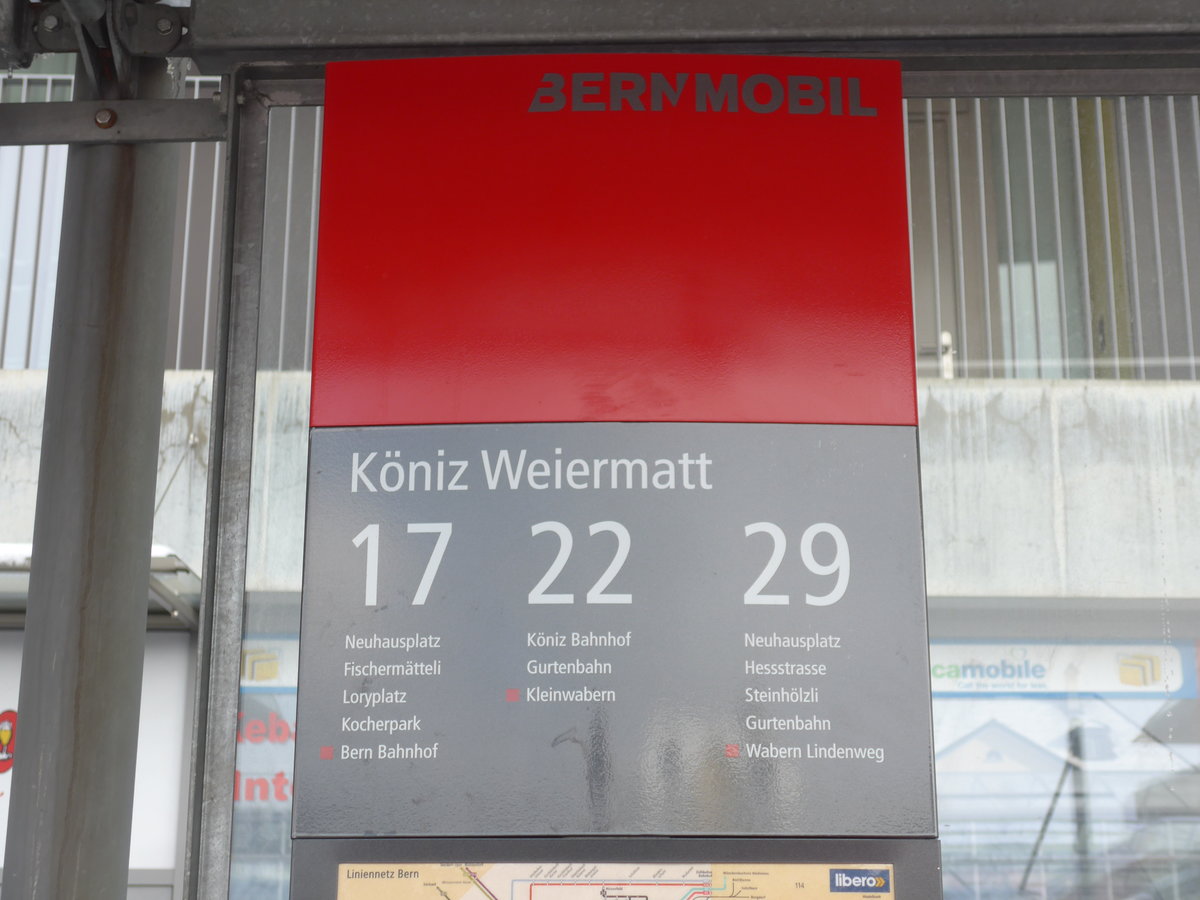 BERNMOBIL
Köniz Weiermatt
17
Neuhausplatz
Fischermätteli
Loryplatz
Kocherpark
Bern Bahnhof
22
Köniz Bahnhof
Gurtenbahn
Kleinwabern
29
Neuhausplatz
Hessstrasse
Steinhölzli
Gurtenbahn
Wabern Lindenweg
Liniennetz Bern
114
libero
camobile